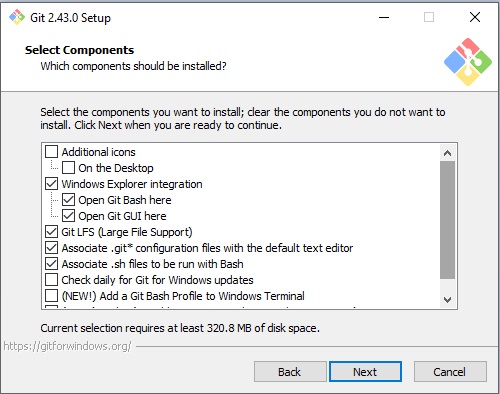 Git 2.43.0 Setup
Select Components
Which components should be installed?
Select the components you want to install; clear the components you do not want to
install. Click Next when you are ready to continue.
Additional icons
On the Desktop
Windows Explorer integration
Open Git Bash here
Open Git GUI here
Git LFS (Large File Support)
Associate .git* configuration files with the default text editor
Associate .sh files to be run with Bash
Check daily for Git for Windows updates
(NEW!) Add a Git Bash Profile to Windows Terminal
Current selection requires at least 320.8 MB of disk space.
https://gitforwindows.org/
Back
Next
Cancel